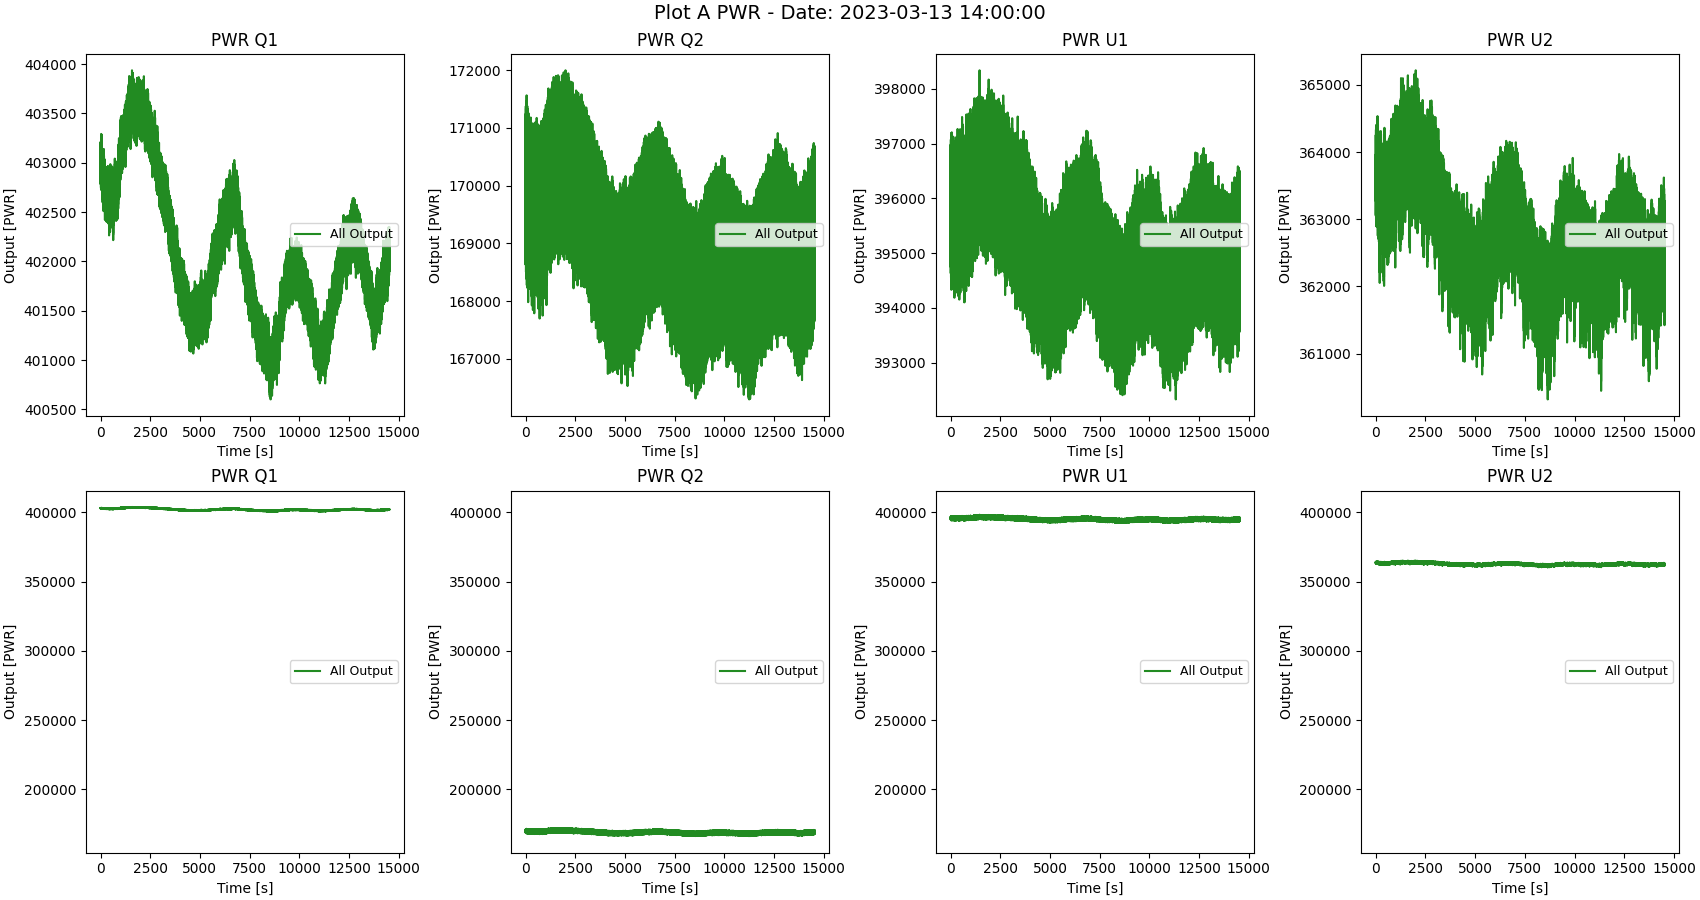 Plot A PWR - Date: 2023-03-13 14:00:00
PWR Q1
Output [PWR]
404000
403500
403000
402500
402000
401500
401000
400500
All Output
0 2500 5000 7500 10000 12500 15000
Time [s]
PWR Q2
Output [PWR]
172000
171000
170000
169000
168000
167000
All Output
0 2500 5000 7500 10000 12500 15000
Time [s]
PWR U1
Output [PWR]
398000
397000
396000
395000
394000
393000
All Output
0 2500 5000 7500 10000 12500 15000
Time [s]
PWR U2
Output [PWR]
365000
364000
363000
362000
361000
All Output
0 2500 5000 7500 10000 12500 15000
Time [s]
PWR Q1
Output [PWR]
400000
350000
300000
250000
200000
All Output
0 2500 5000 7500 10000 12500 15000
Time [s]
PWR Q2
Output [PWR]
400000
350000
300000
250000
200000
All Output
0 2500 5000 7500 10000 12500 15000
Time [s]
PWR U1
Output [PWR]
400000
350000
300000
250000
200000
All Output
0 2500 5000 7500 10000 12500 15000
Time [s]
PWR U2
Output [PWR]
400000
350000
300000
250000
200000
All Output
0 2500 5000 7500 10000 12500 15000
Time [s]